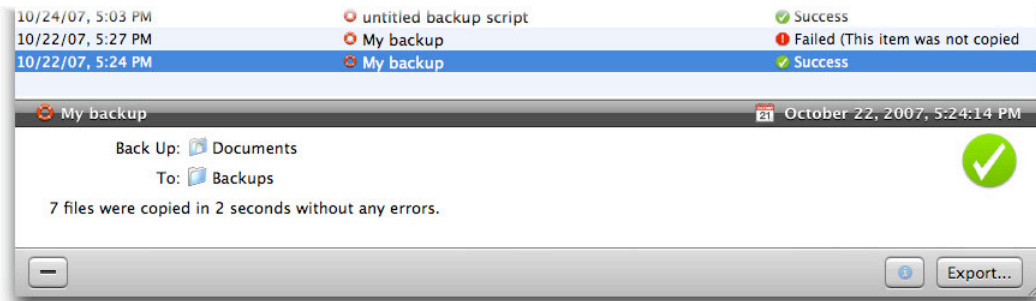 10/24/07, 5:03 PM untitled backup script Success
10/22/07, 5:27 PM My backup Failed (This item was not copied
10/22/07, 5:24 PM My backup Success
My backup 21 October 22, 2007, 5:24:14 PM
Back Up: Documents
To: Backups
7 files were copied in 2 seconds without any errors.
Export...